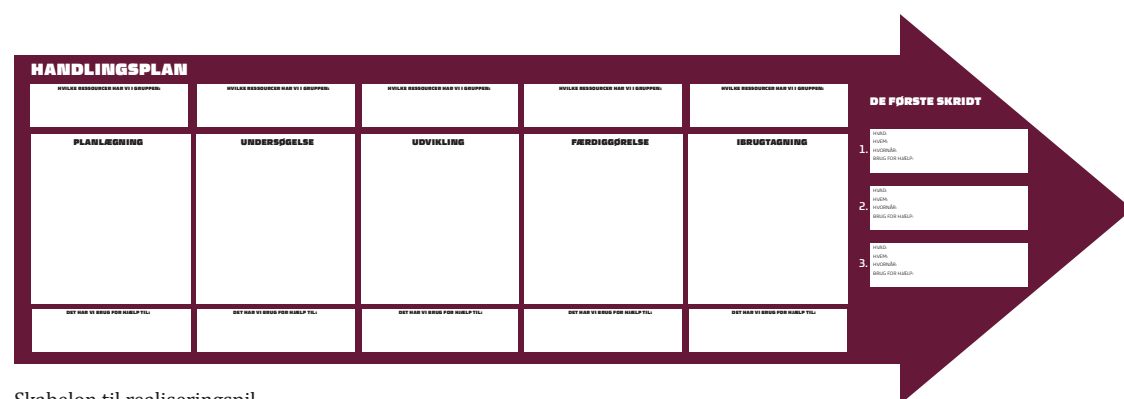 HANDLINGSPLAN
HVILKE RESSOURCER HAR VI I GRUPPEN:
HVILKE RESSOURCER HAR VI I GRUPPEN:
HVILKE RESSOURCER HAR VI I GRUPPEN:
HVILKE RESSOURCER HAR VI I GRUPPEN:
HVILKE RESSOURCER HAR VI I GRUPPEN:
PLANLÆGNING
UNDERSØGELSE
UDVIKLING
FÆRDIGGØRELSE
IBRUGTAGNING
DET HAR VI BRUG FOR HJÆLP TIL:
DET HAR VI BRUG FOR HJÆLP TIL:
DET HAR VI BRUG FOR HJÆLP TIL:
DET HAR VI BRUG FOR HJÆLP TIL:
DET HAR VI BRUG FOR HJÆLP TIL:
DE FØRSTE SKRIDT
1.
HVAD:
HVEM:
HVORNÅR:
BRUG FOR HJÆLP:
2.
HVAD:
HVEM:
HVORNÅR:
BRUG FOR HJÆLP:
3.
HVAD:
HVEM:
HVORNÅR:
BRUG FOR HJÆLP:
Skabelon til realiseringspil